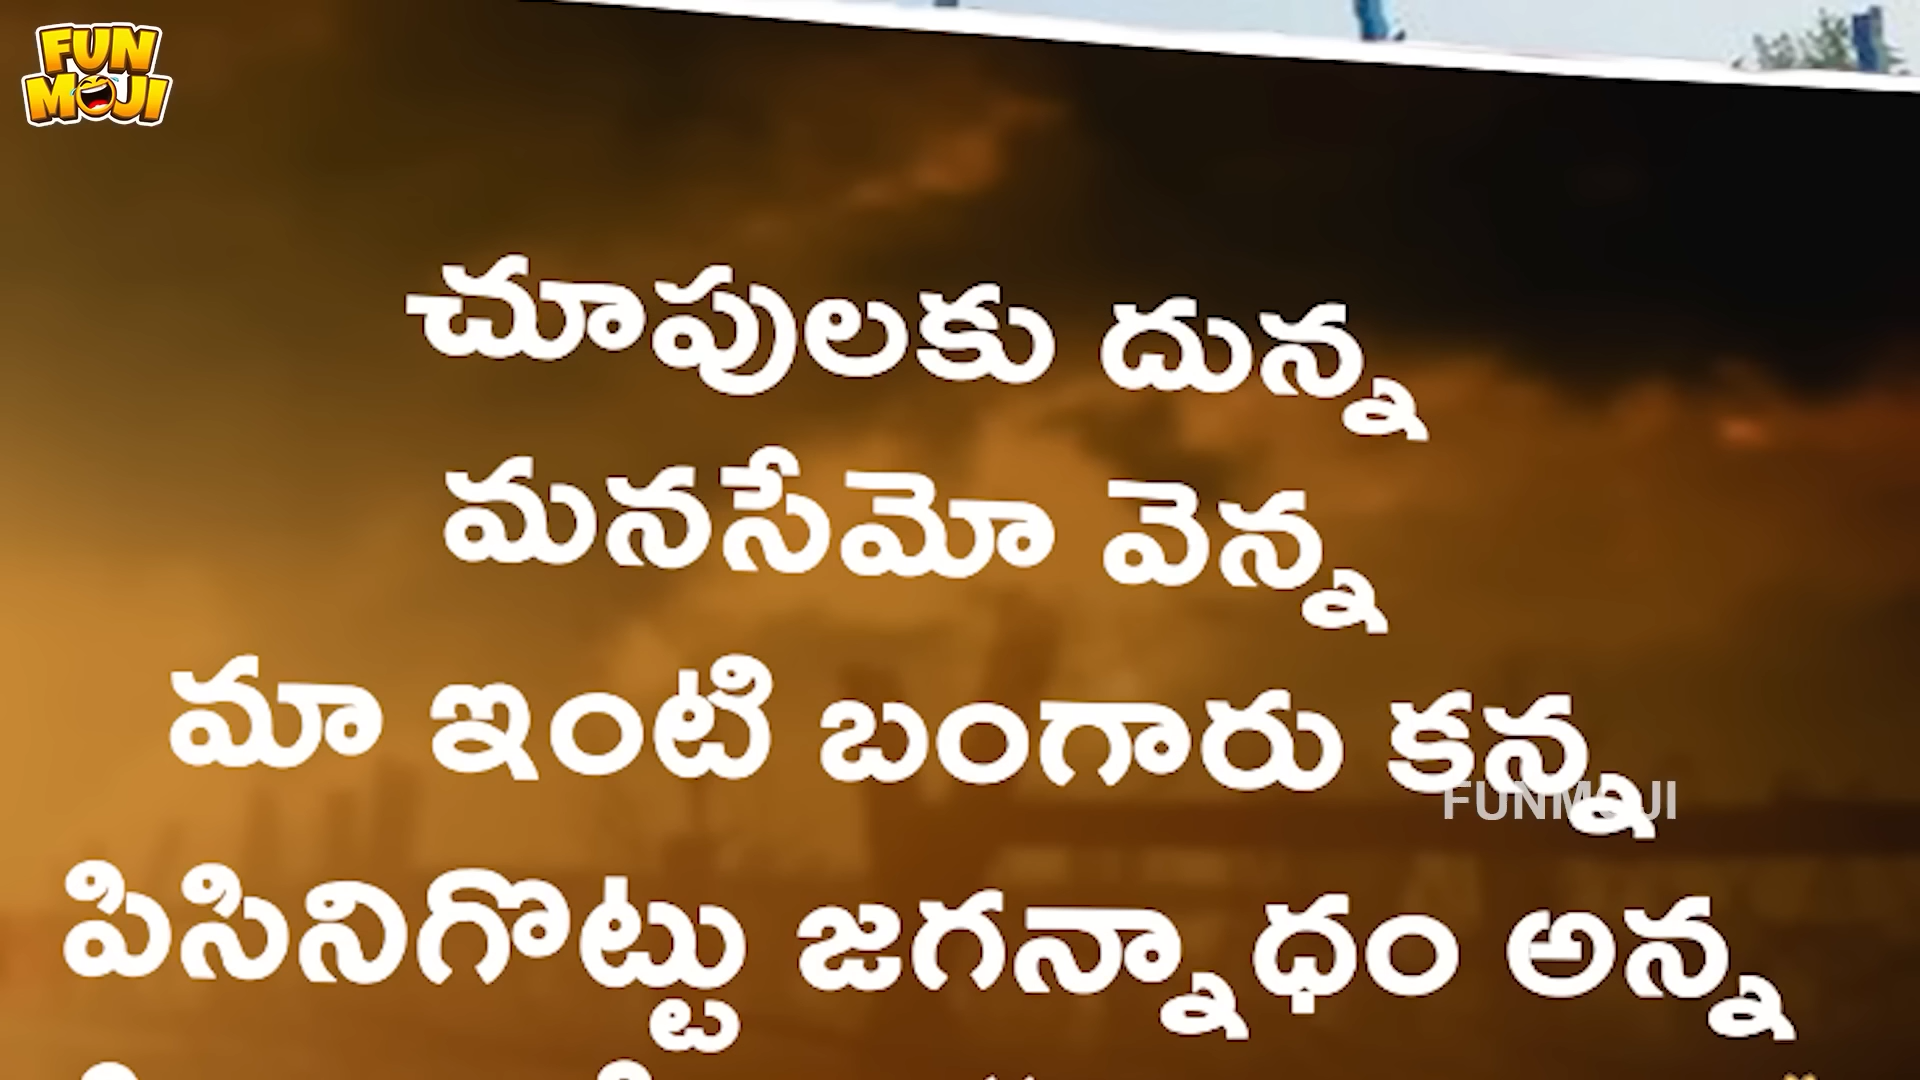 FUN
MOJI
చూపులకు దున్న
మనసేమో వెన్న
మా ఇంటి బంగారు కన్న
FUNMOJI
పిసినిగొట్టు జగన్నాధం అన్న